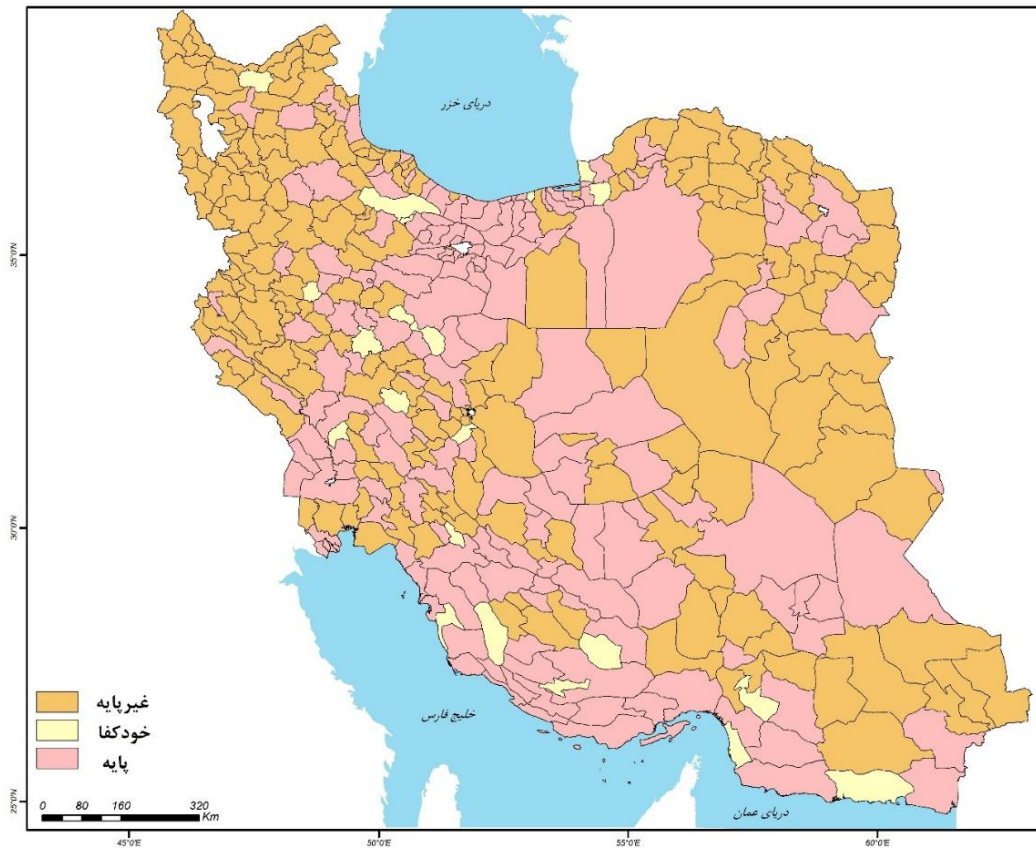 دریای خزر
35°0'N
30°0'N
25°0'N
خلیج فارس
دریای عمان
غیرپایه
خودکفا
پایه
0 80 160 320
Km
45°0'E 50°0'E 55°0'E 60°0'E